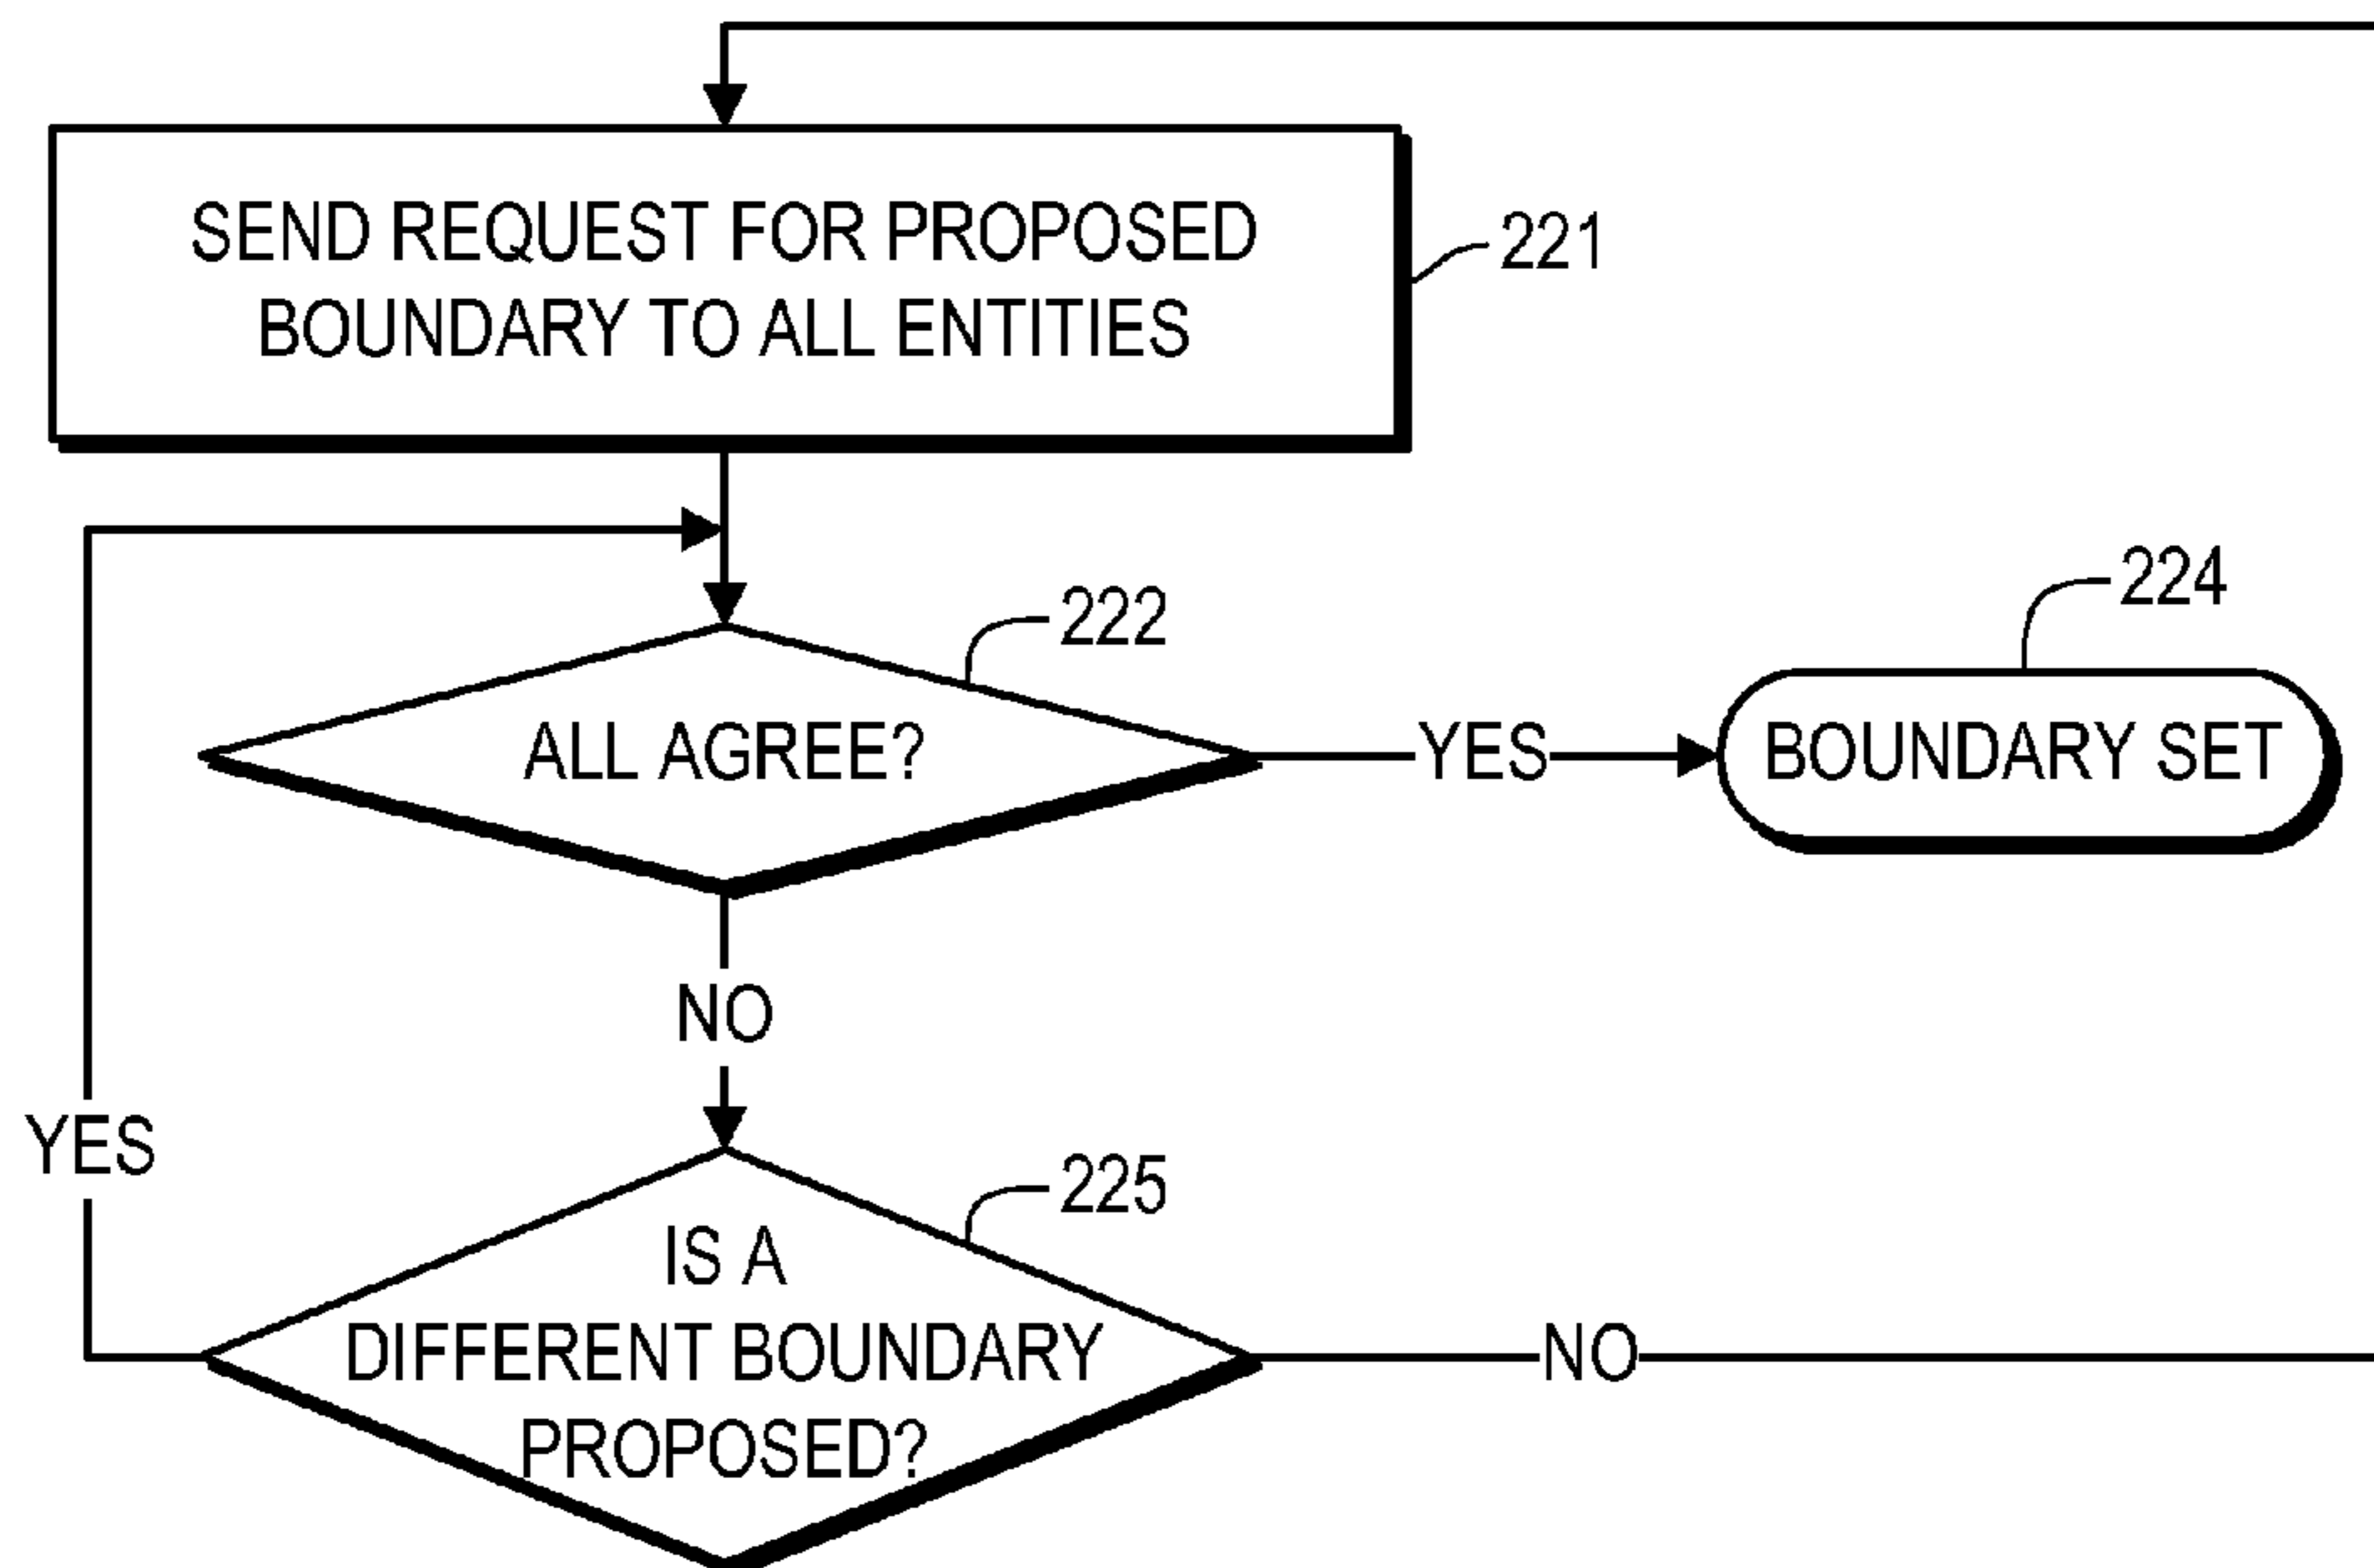 SEND REQUEST FOR PROPOSED
BOUNDARY TO ALL ENTITIES
221
222
ALL AGREE?
YES
224
BOUNDARY SET
NO
YES
225
IS A
DIFFERENT BOUNDARY
PROPOSED?
NO